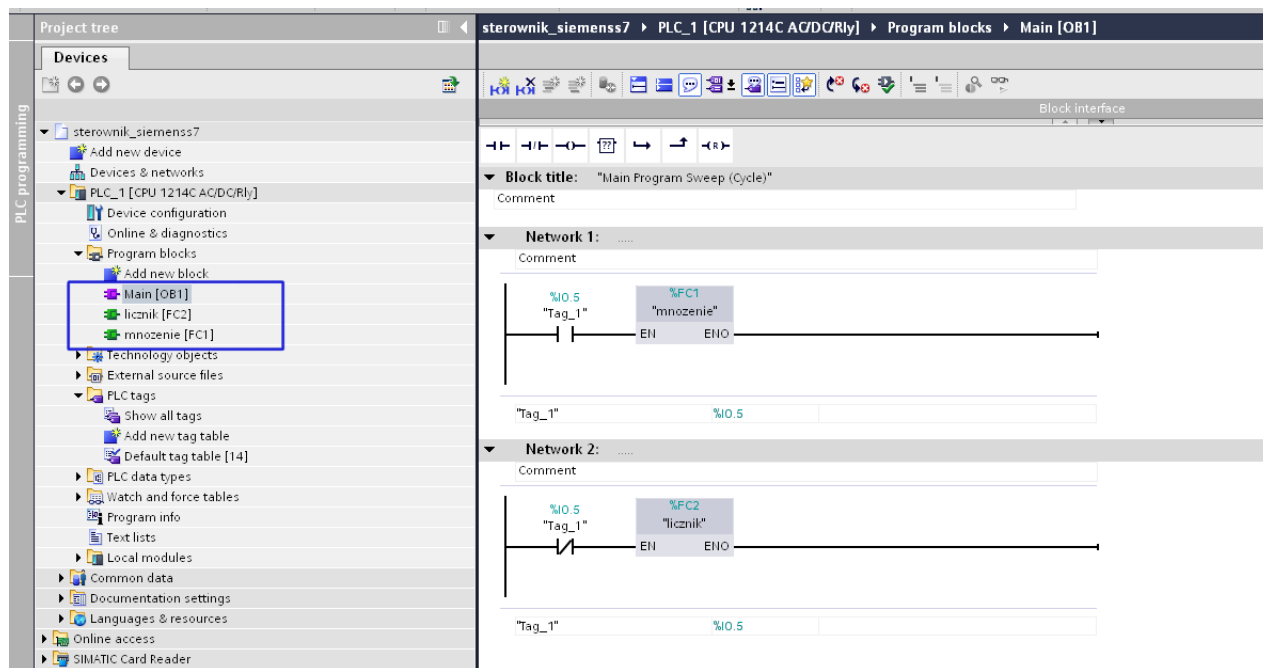 Project tree
sterownik_siemenss7 ▸ PLC_1 [CPU 1214C AC/DC/Rly] ▸ Program blocks ▸ Main [OB1]
Devices
PLC programming
Block interface
sterownik_siemenss7
Add new device
Devices & networks
PLC_1 [CPU 1214C AC/DC/Rly]
Device configuration
Online & diagnostics
Program blocks
Add new block
Main [OB1]
licznik [FC2]
mnozenie [FC1]
Technology objects
External source files
PLC tags
Show all tags
Add new tag table
Default tag table [14]
PLC data types
Watch and force tables
Program info
Text lists
Local modules
Common data
Documentation settings
Languages & resources
Online access
SIMATIC Card Reader
??
R
Block title: "Main Program Sweep (Cycle)"
Comment
Network 1: .....
Comment
%I0.5
"Tag_1"
%FC1
"mnozenie"
EN ENO
"Tag_1" %I0.5
Network 2: .....
Comment
%I0.5
"Tag_1"
%FC2
"licznik"
EN ENO
"Tag_1" %I0.5